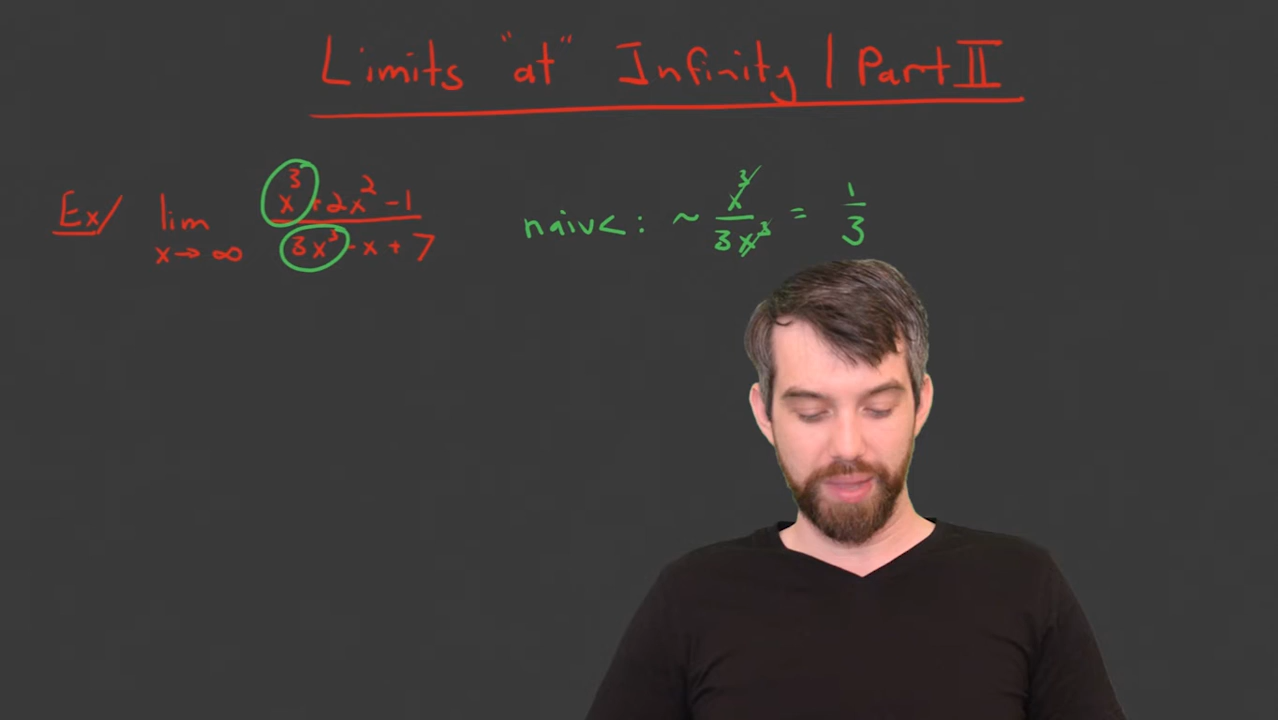 Limits "at" Infinity | Part II
Ex/ lim x→∞ (x³ + 2x² - 1)/(3x³ - x + 7) naive: ~ x³/3x³ = 1/3